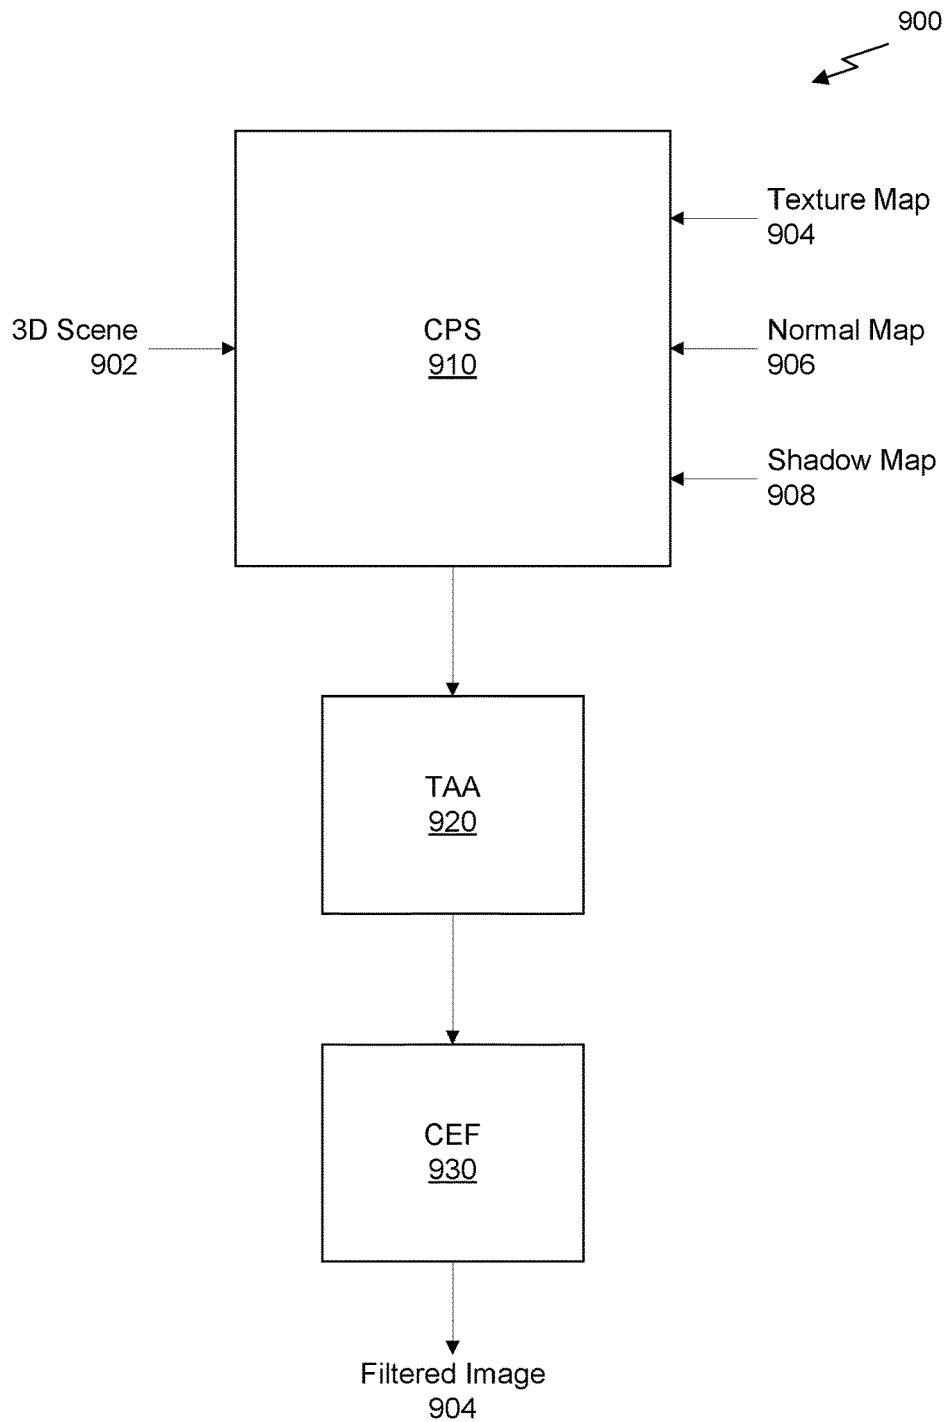 900
Texture Map
904
3D Scene
902
CPS
910
Normal Map
906
Shadow Map
908
TAA
920
CEF
930
Filtered Image
904